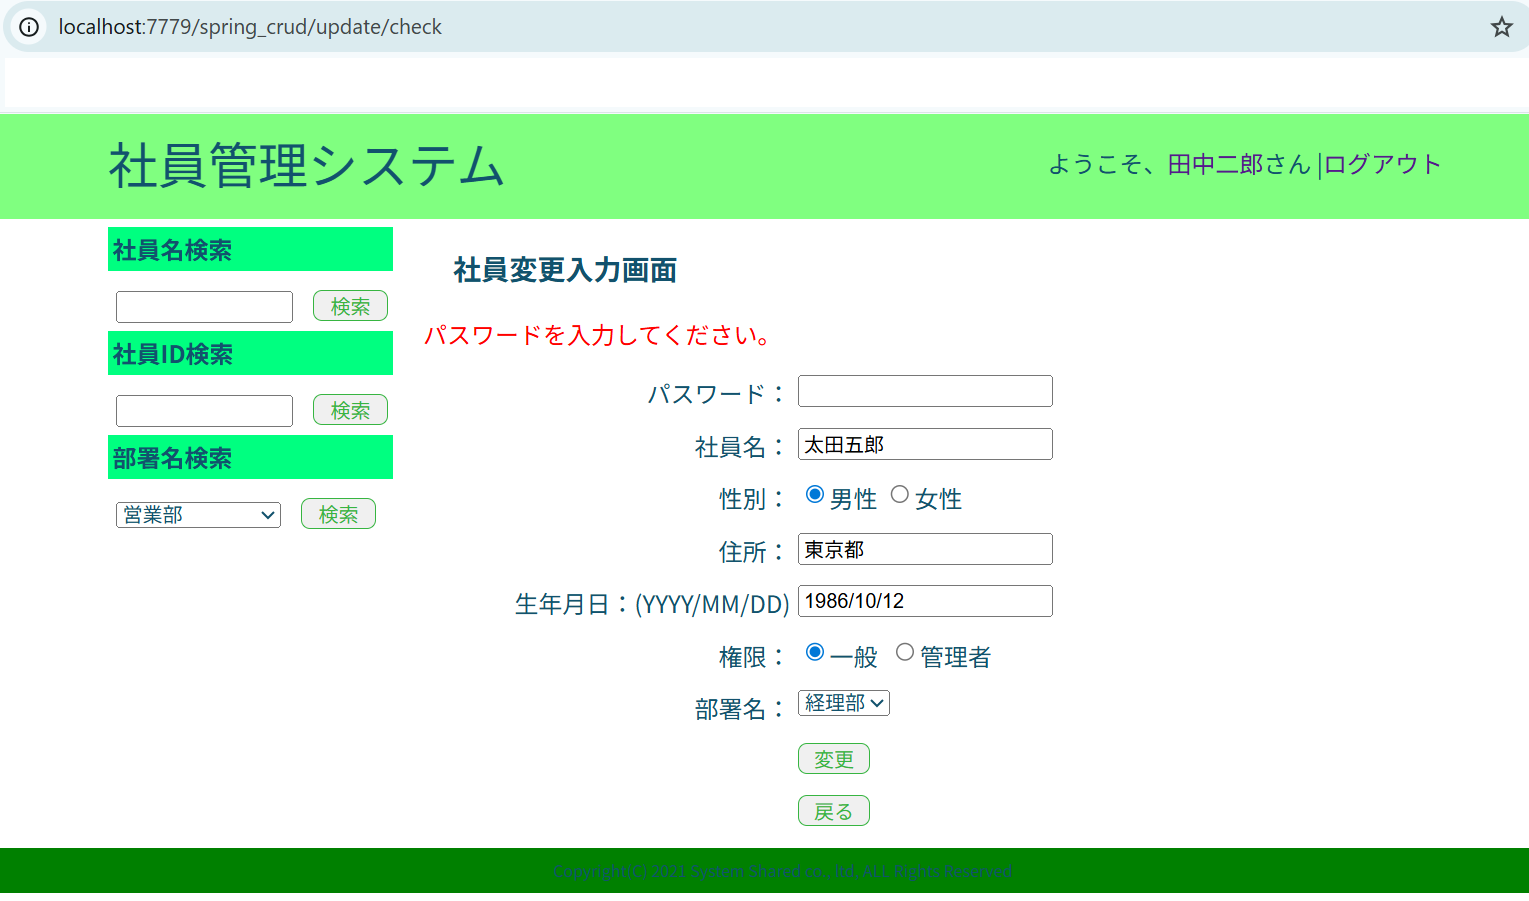 localhost:7779/spring_crud/update/check
社員管理システム
ようこそ、田中二郎さん |ログアウト
社員名検索
検索
社員ID検索
検索
部署名検索
営業部 検索
社員変更入力画面
パスワードを入力してください。
パスワード：
社員名： 太田五郎
性別： 男性 女性
住所： 東京都
生年月日：(YYYY/MM/DD) 1986/10/12
権限： 一般 管理者
部署名： 経理部
変更
戻る
Copyright(C) 2021 System Shared co., ltd, ALL Rights Reserved